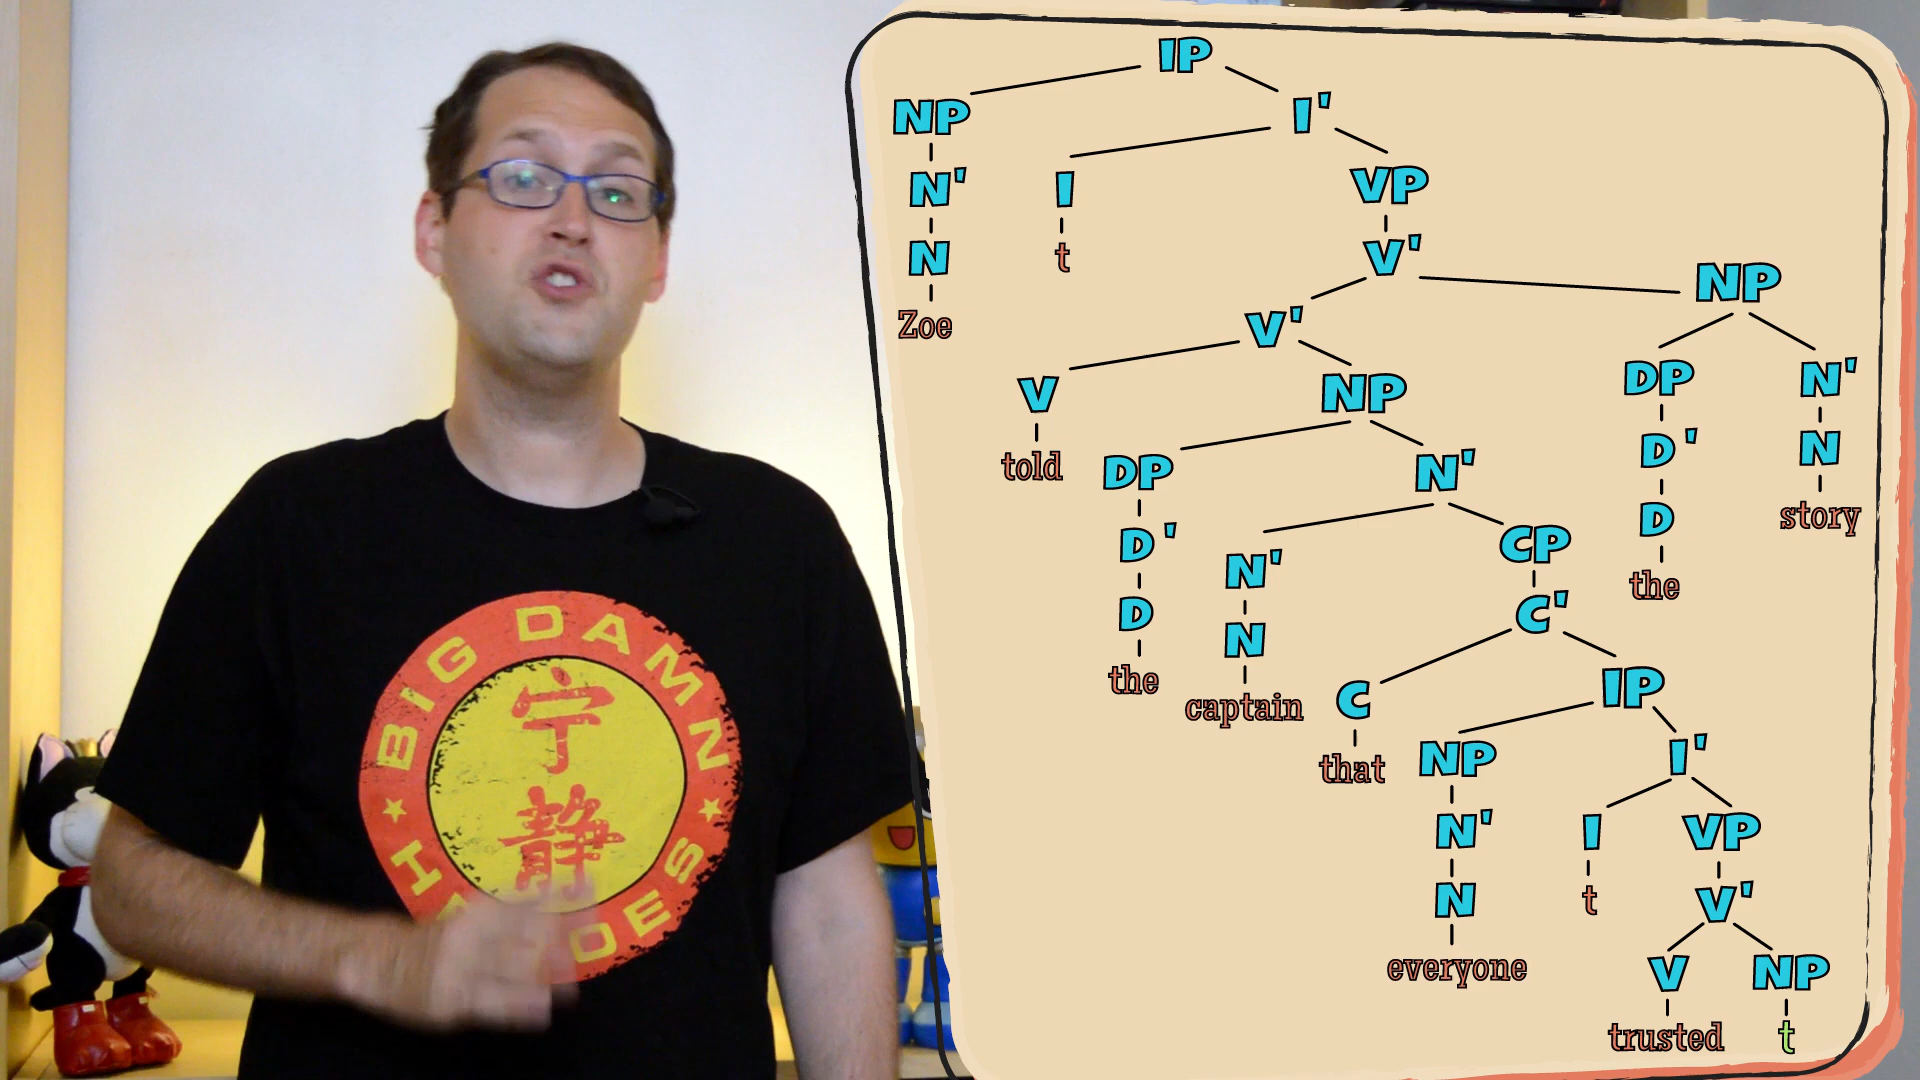 BIG DAMN
宁
静
IP
NP I'
N' I VP
N t V'
Zoe V' NP
V NP DP N'
told DP N' D' N
D' N' CP D story
D N C' the
the captain C IP
that NP I'
N' I VP
N t V'
everyone V NP
trusted t